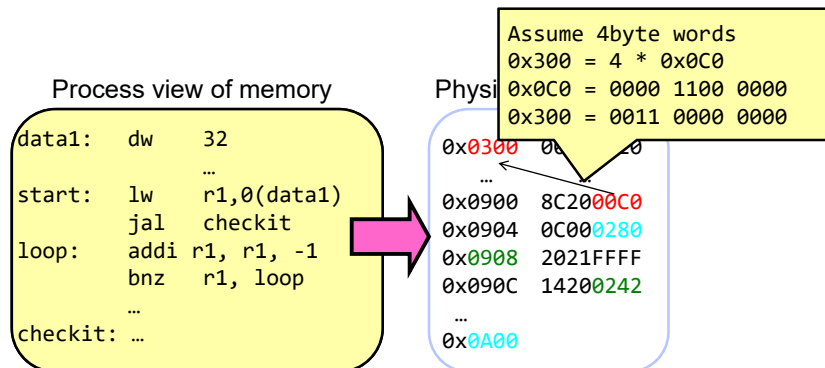 Assume 4byte words
0x300 = 4 * 0x0C0
0x0C0 = 0000 1100 0000
0x300 = 0011 0000 0000
Process view of memory
data1: dw 32
…
start: lw r1,0(data1)
jal checkit
loop: addi r1, r1, -1
bnz r1, loop
…
checkit: …
0x0300
…
0x0900 8C2000C0
0x0904 0C000280
0x0908 2021FFFF
0x090C 14200242
…
0x0A00